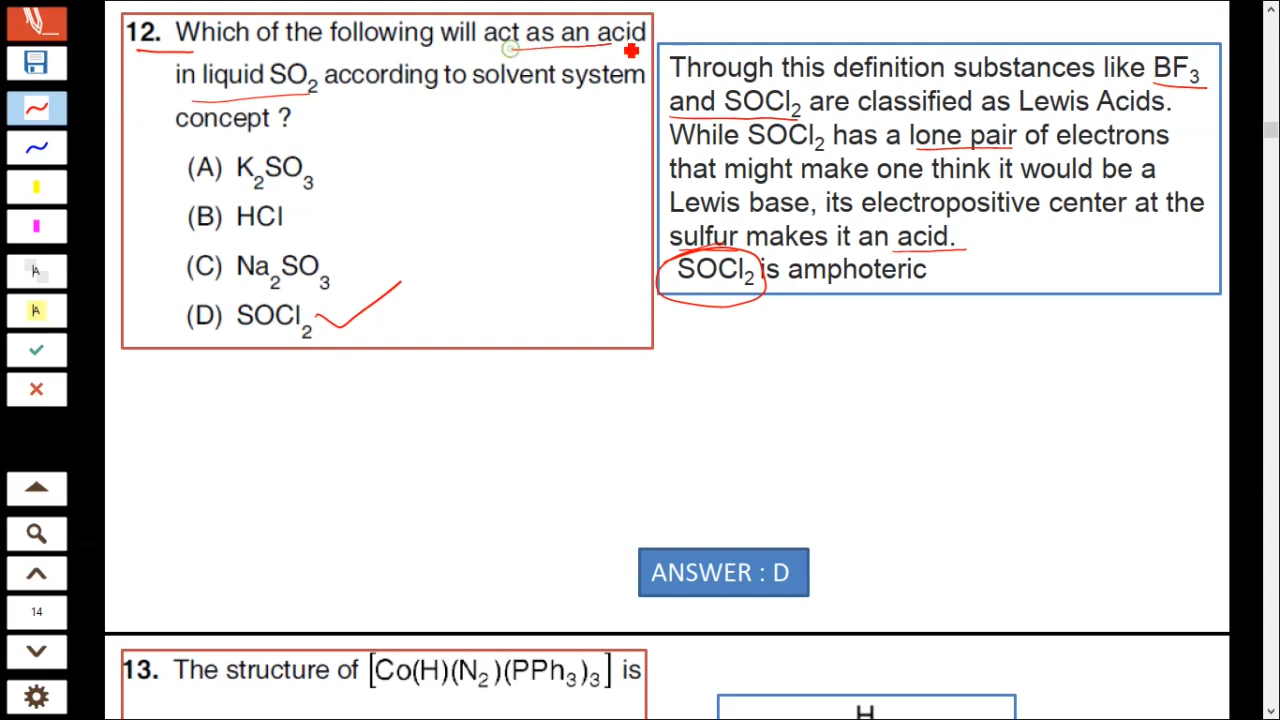 12. Which of the following will act as an acid
in liquid SO2 according to solvent system
concept ?
(A) K2SO3
(B) HCl
(C) Na2SO3
(D) SOCl2
Through this definition substances like BF3
and SOCl2 are classified as Lewis Acids.
While SOCl2 has a lone pair of electrons
that might make one think it would be a
Lewis base, its electropositive center at the
sulfur makes it an acid.
SOCl2 is amphoteric
ANSWER : D
14
13. The structure of [Co(H)(N2)(PPh3)3] is
H